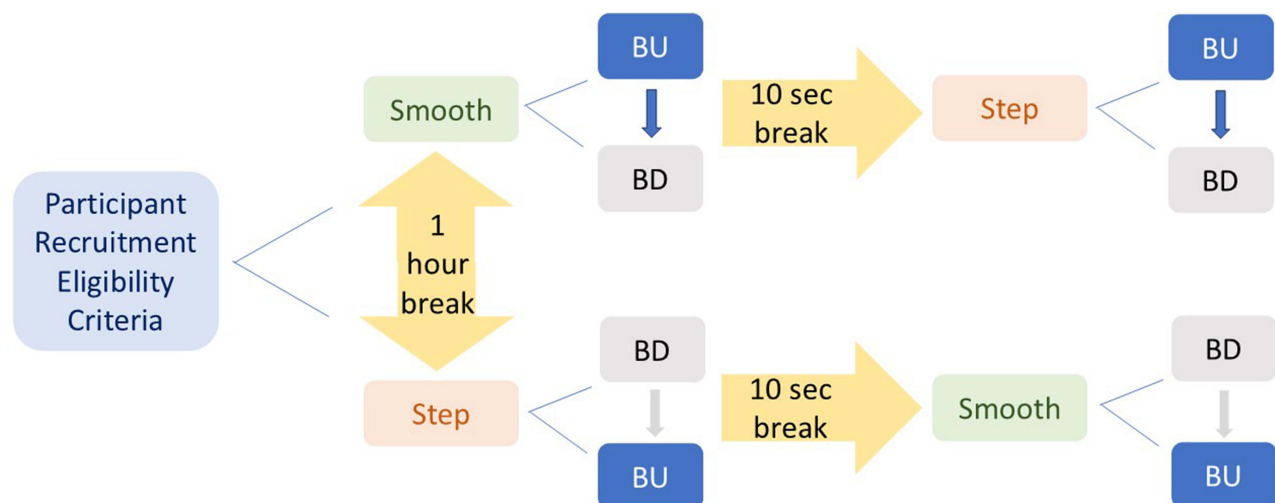 Participant
Recruitment
Eligibility
Criteria
Smooth
BU
BD
10 sec
break
Step
BU
BD
1
hour
break
Step
BD
BU
10 sec
break
Smooth
BD
BU